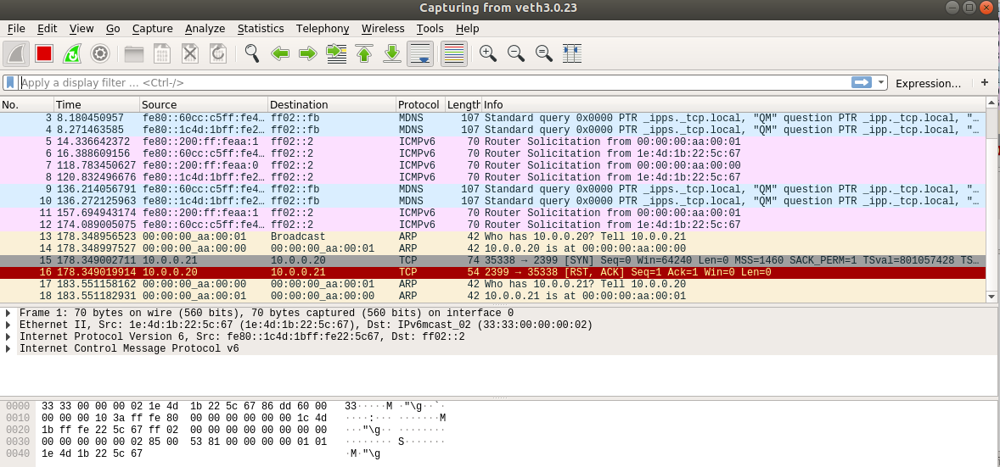 Capturing from veth3.0.23
File Edit View Go Capture Analyze Statistics Telephony Wireless Tools Help
Apply a display filter ... <Ctrl-/> Expression... +
No. Time Source Destination Protocol Length Info
3 8.180450957 fe80::60cc:c5ff:fe4… ff02::fb MDNS 107 Standard query 0x0000 PTR _ipps._tcp.local, "QM" question PTR _ipp._tcp.local, "…
4 8.271463585 fe80::1c4d:1bff:fe2… ff02::fb MDNS 107 Standard query 0x0000 PTR _ipps._tcp.local, "QM" question PTR _ipp._tcp.local, "…
5 14.336642372 fe80::200:ff:feaa:1 ff02::2 ICMPv6 70 Router Solicitation from 00:00:00:aa:00:01
6 16.388609156 fe80::60cc:c5ff:fe4… ff02::2 ICMPv6 70 Router Solicitation from 1e:4d:1b:22:5c:67
7 118.783450627 fe80::200:ff:feaa:0 ff02::2 ICMPv6 70 Router Solicitation from 00:00:00:aa:00:00
8 120.832496676 fe80::1c4d:1bff:fe2… ff02::2 ICMPv6 70 Router Solicitation from 1e:4d:1b:22:5c:67
9 136.214056791 fe80::60cc:c5ff:fe4… ff02::fb MDNS 107 Standard query 0x0000 PTR _ipps._tcp.local, "QM" question PTR _ipp._tcp.local, "…
10 136.272125963 fe80::1c4d:1bff:fe2… ff02::fb MDNS 107 Standard query 0x0000 PTR _ipps._tcp.local, "QM" question PTR _ipp._tcp.local, "…
11 157.694943174 fe80::200:ff:feaa:1 ff02::2 ICMPv6 70 Router Solicitation from 00:00:00:aa:00:01
12 174.089005075 fe80::60cc:c5ff:fe4… ff02::2 ICMPv6 70 Router Solicitation from 1e:4d:1b:22:5c:67
13 178.348956523 00:00:00_aa:00:01 Broadcast ARP 42 Who has 10.0.0.20? Tell 10.0.0.21
14 178.348997527 00:00:00_aa:00:00 00:00:00_aa:00:01 ARP 42 10.0.0.20 is at 00:00:00:aa:00:00
15 178.349002711 10.0.0.21 10.0.0.20 TCP 74 35338 → 2399 [SYN] Seq=0 Win=64240 Len=0 MSS=1460 SACK_PERM=1 TSval=801057428 TS…
16 178.349019914 10.0.0.20 10.0.0.21 TCP 54 2399 → 35338 [RST, ACK] Seq=1 Ack=1 Win=0 Len=0
17 183.551158162 00:00:00_aa:00:00 00:00:00_aa:00:01 ARP 42 Who has 10.0.0.21? Tell 10.0.0.20
18 183.551182931 00:00:00_aa:00:01 00:00:00_aa:00:00 ARP 42 10.0.0.21 is at 00:00:00:aa:00:01
Frame 1: 70 bytes on wire (560 bits), 70 bytes captured (560 bits) on interface 0
Ethernet II, Src: 1e:4d:1b:22:5c:67 (1e:4d:1b:22:5c:67), Dst: IPv6mcast_02 (33:33:00:00:00:02)
Internet Protocol Version 6, Src: fe80::1c4d:1bff:fe22:5c67, Dst: ff02::2
Internet Control Message Protocol v6
0000 33 33 00 00 00 02 1e 4d 1b 22 5c 67 86 dd 60 00 33·····M ·"\g··`·
0010 00 00 00 10 3a ff fe 80 00 00 00 00 00 00 1c 4d ····:··· ·······M
0020 1b ff fe 22 5c 67 ff 02 00 00 00 00 00 00 00 00 ···"\g·· ········
0030 00 00 00 00 00 02 85 00 53 81 00 00 00 00 01 01 ········ S·······
0040 1e 4d 1b 22 5c 67 ·M·"\g